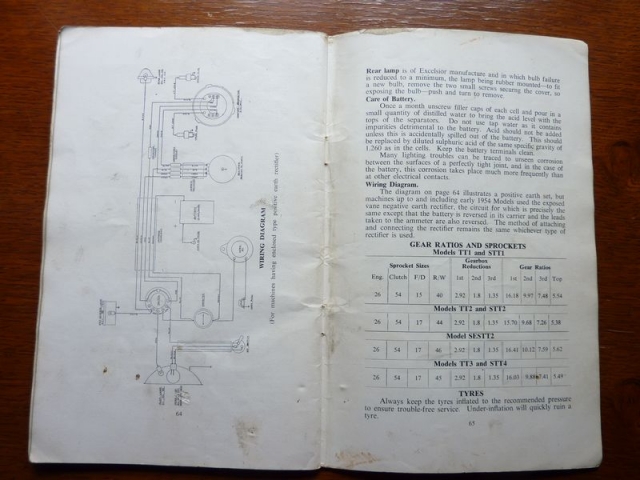 WIRING DIAGRAM
(For machines having enclosed type positive earth rectifier)
64
Rear lamp is of Excelsior manufacture and in which bulb failure
is reduced to a minimum, the lamp being rubber mounted—to fit
a new bulb; remove the two small screws securing the cover, so
exposing the bulb—push and turn to remove.
Care of Battery.
Once a month unscrew filler caps of each cell and pour in a
small quantity of distilled water to bring the acid level with the
tops of the separators. Do not use tap water as it contains
impurities detrimental to the battery. Acid should not be added
unless this is accidentally spilled out of the battery. This should
be replaced by diluted sulphuric acid of the same specific gravity of
1.260 as in the cells. Keep the battery terminals clean.
Many lighting troubles can be traced to unseen corrosion
between the surfaces of a perfectly tight joint, and in the case of
the battery, this corrosion takes place much more frequently than
at other electrical contacts.
Wiring Diagram.
The diagram on page 64 illustrates a positive earth set, but
machines up to and including early 1954 Models used the exposed
vane negative earth rectifier, the circuit for which is precisely the
same except that the battery is reversed in its carrier and the leads
taken to the ammeter are also reversed. The method of attaching
and connecting the rectifier remains the same whichever type of
rectifier is used.
GEAR RATIOS AND SPROCKETS
Models TT1 and STT1
Sprocket Sizes Gearbox Reductions Gear Ratios
Eng. Clutch F/D R/W 1st 2nd 3rd 1st 2nd 3rd Top
26 54 15 40 2.92 1.8 1.35 16.18 9.97 7.48 5.54
Models TT2 and STT2
26 54 17 44 2.92 1.8 1.35 15.70 9.68 7.26 5.38
Models SESTT2
26 54 17 46 2.92 1.8 1.35 16.41 10.12 7.59 5.62
Models TT3 and STT4
26 54 17 45 2.92 1.8 1.35 16.03 7.41 5.49
TYRES
Always keep the tyres inflated to the recommended pressure
to ensure trouble-free service. Under-inflation will quickly ruin a
tyre.
65